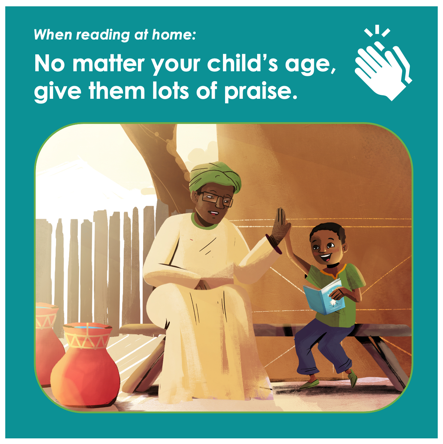 When reading at home:
No matter your child's age,
give them lots of praise.